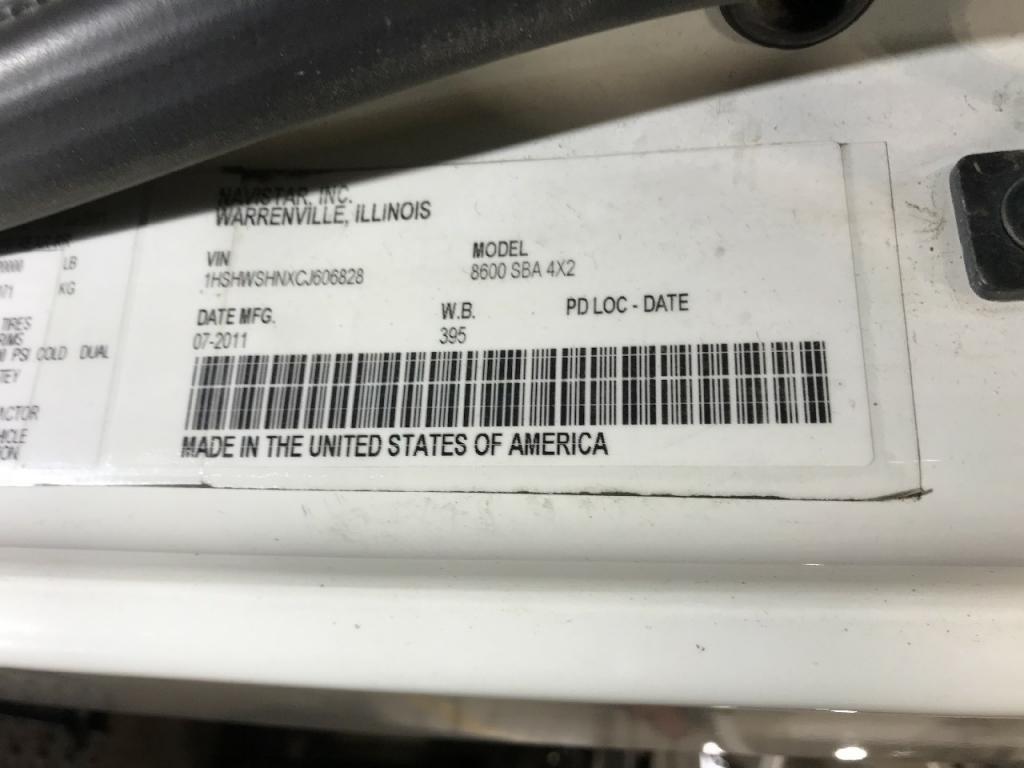 NAVISTAR, INC.
WARRENVILLE, ILLINOIS
VIN
1HSHWSHNXCJ606828
MODEL
8600 SBA 4X2
DATE MFG.
07-2011
W.B.
395
PD LOC - DATE
MADE IN THE UNITED STATES OF AMERICA
LB
KG
TIRES
RIMS
PSI COLD DUAL